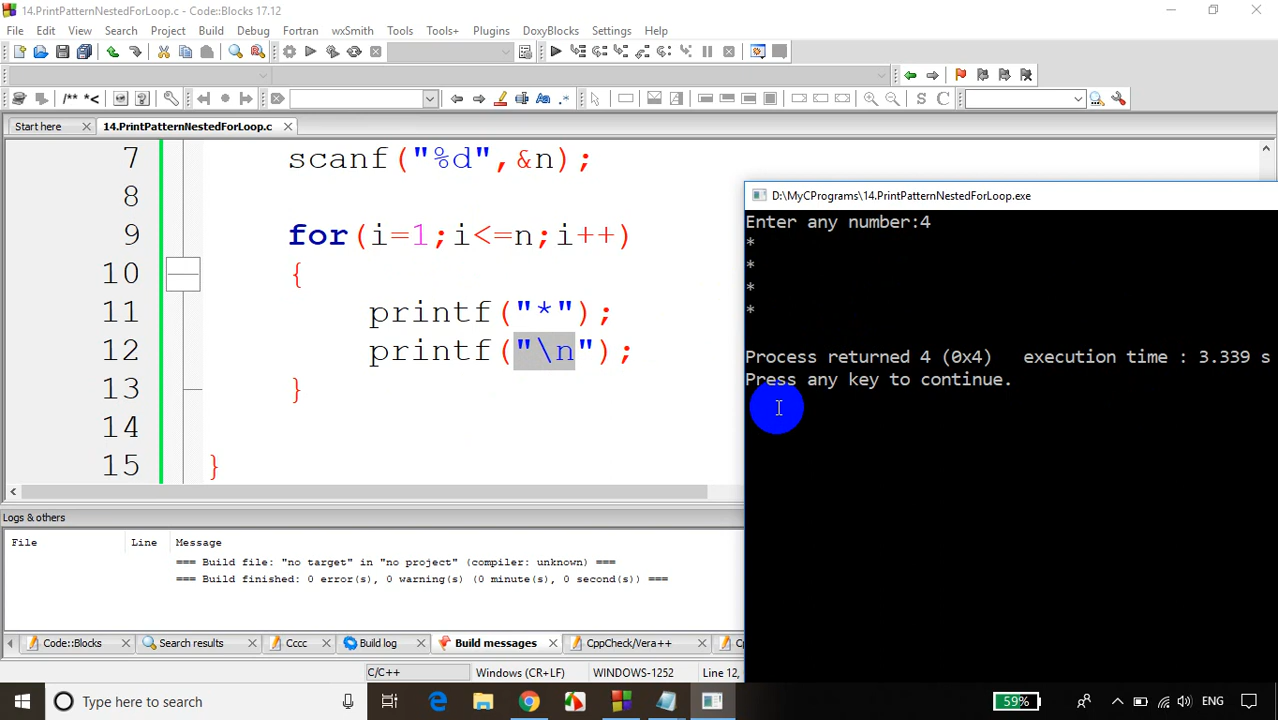 14.PrintPatternNestedForLoop.c - Code::Blocks 17.12
File Edit View Search Project Build Debug Fortran wxSmith Tools Tools+ Plugins DoxyBlocks Settings Help
/** *< S C
Start here 14.PrintPatternNestedForLoop.c
7 scanf("%d",&n);
8
9 for(i=1;i<=n;i++)
10 {
11 printf("*");
12 printf("\n");
13 }
14
15 }
D:\MyCPrograms\14.PrintPatternNestedForLoop.exe
Enter any number:4
*
*
*
*
Process returned 4 (0x4) execution time : 3.339 s
Press any key to continue.
Logs & others
Code::Blocks Search results Cccc Build log Build messages CppCheck/Vera++
File Line Message
=== Build file: "no target" in "no project" (compiler: unknown) ===
=== Build finished: 0 error(s), 0 warning(s) (0 minute(s), 0 second(s)) ===
C/C++ Windows (CR+LF) WINDOWS-1252 Line 12,
Type here to search 59% ENG